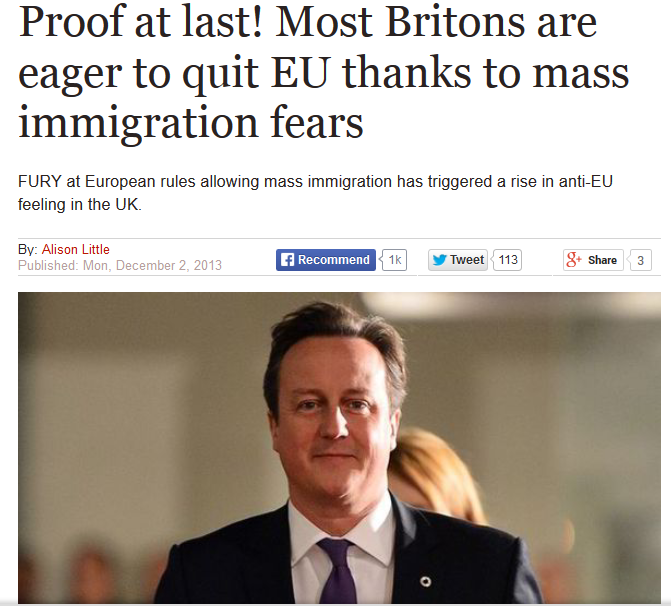 Proof at last! Most Britons are
eager to quit EU thanks to mass
immigration fears
FURY at European rules allowing mass immigration has triggered a rise in anti-EU
feeling in the UK.
By: Alison Little
Published: Mon, December 2, 2013
Recommend 1k Tweet 113 Share 3